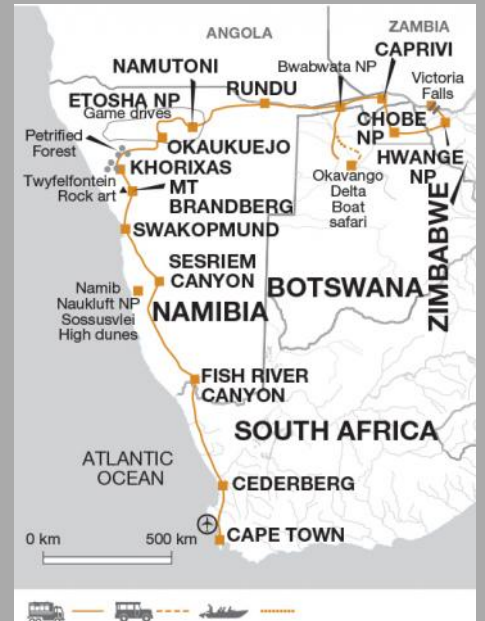 ANGOLA
ZAMBIA
NAMUTONI
Bwabwata NP
CAPRIVI
ETOSHA NP
Game drives
RUNDU
Victoria
Falls
Petrified
Forest
OKAUKUEJO
CHOBE
NP
KHORIXAS
HWANGE
NP
Twyfelfontein
Rock art
MT
BRANDBERG
Okavango
Delta
Boat
safari
SWAKOPMUND
ZIMBABWE
SESRIEM
CANYON
BOTSWANA
Namib
Naukluft NP
Sossusvlei
High dunes
NAMIBIA
FISH RIVER
CANYON
SOUTH AFRICA
ATLANTIC
OCEAN
CEDERBERG
0 km
500 km
CAPE TOWN